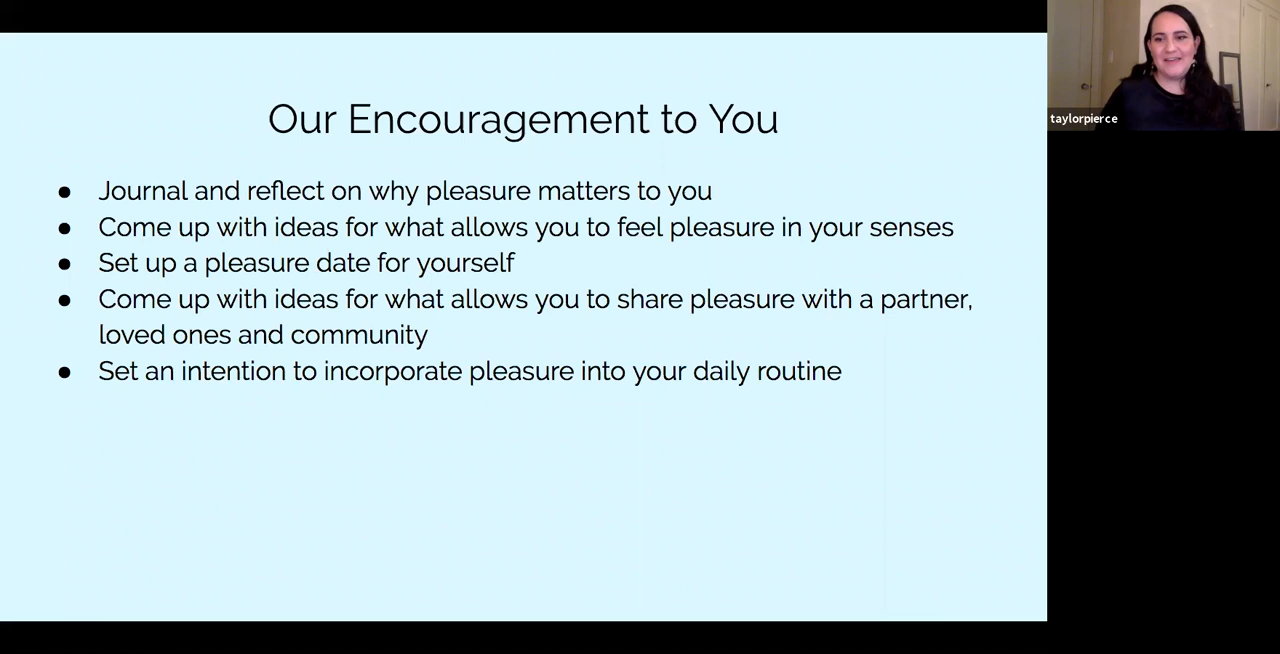 Our Encouragement to You
● Journal and reflect on why pleasure matters to you
● Come up with ideas for what allows you to feel pleasure in your senses
● Set up a pleasure date for yourself
● Come up with ideas for what allows you to share pleasure with a partner,
loved ones and community
● Set an intention to incorporate pleasure into your daily routine
taylorpierce